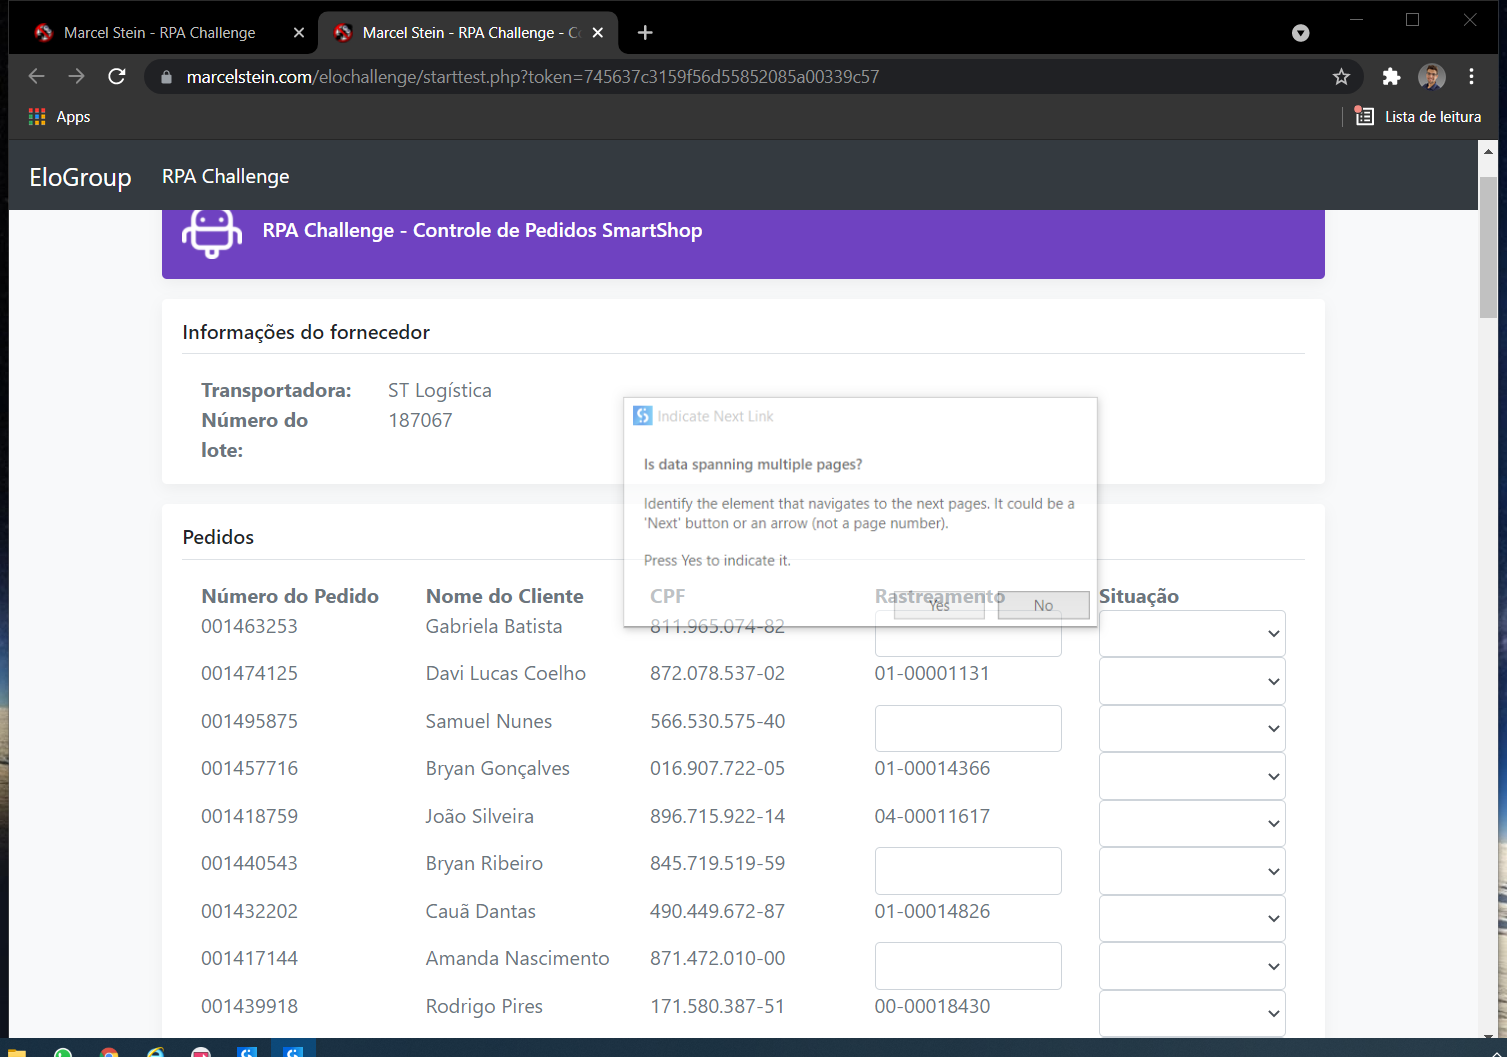 Marcel Stein - RPA Challenge
Marcel Stein - RPA Challenge - Co
marcelstein.com/elochallenge/starttest.php?token=745637c3159f56d55852085a00339c57
Apps
Lista de leitura
EloGroup RPA Challenge
RPA Challenge - Controle de Pedidos SmartShop
Informações do fornecedor
Transportadora: ST Logística
Número do lote: 187067
Indicate Next Link
Is data spanning multiple pages?
Identify the element that navigates to the next pages. It could be a
'Next' button or an arrow (not a page number).
Press Yes to indicate it.
Yes No
Pedidos
Número do Pedido Nome do Cliente CPF Rastreamento Situação
001463253 Gabriela Batista 811.965.074-82
001474125 Davi Lucas Coelho 872.078.537-02 01-00001131
001495875 Samuel Nunes 566.530.575-40
001457716 Bryan Gonçalves 016.907.722-05 01-00014366
001418759 João Silveira 896.715.922-14 04-00011617
001440543 Bryan Ribeiro 845.719.519-59
001432202 Cauã Dantas 490.449.672-87 01-00014826
001417144 Amanda Nascimento 871.472.010-00
001439918 Rodrigo Pires 171.580.387-51 00-00018430